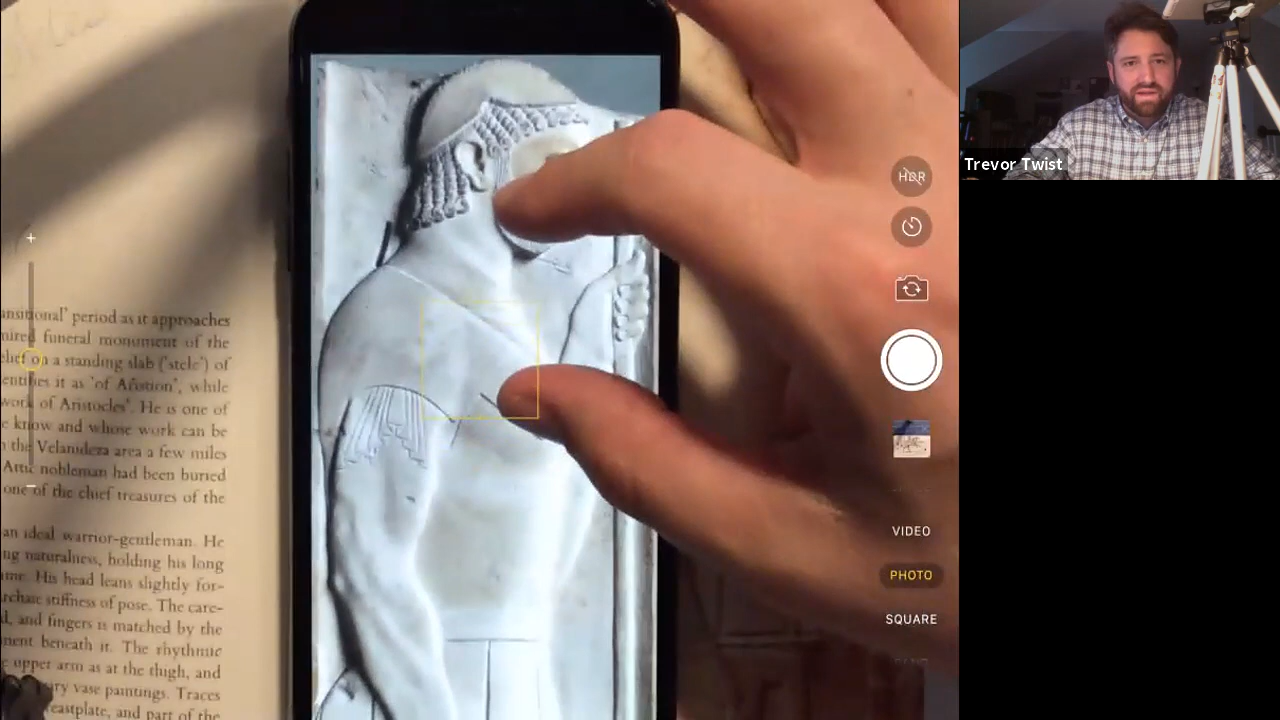 period as it approaches
funeral monument of the
on a standing slab ('stele') of
it as 'of Aristion', while
of Aristocles'. He is one of
know and whose work can be
the Velanideza area a few miles
Attic nobleman had been buried
one of the chief treasures of the
an ideal warrior-gentleman. He
naturalness, holding his long
His head leans slightly for-
stiffness of pose. The care-
and fingers is matched by the
beneath it. The rhythmic
upper arm as at the thigh, and
vase paintings. Traces
and part of the
+
−
HDR
VIDEO
PHOTO
SQUARE
Trevor Twist